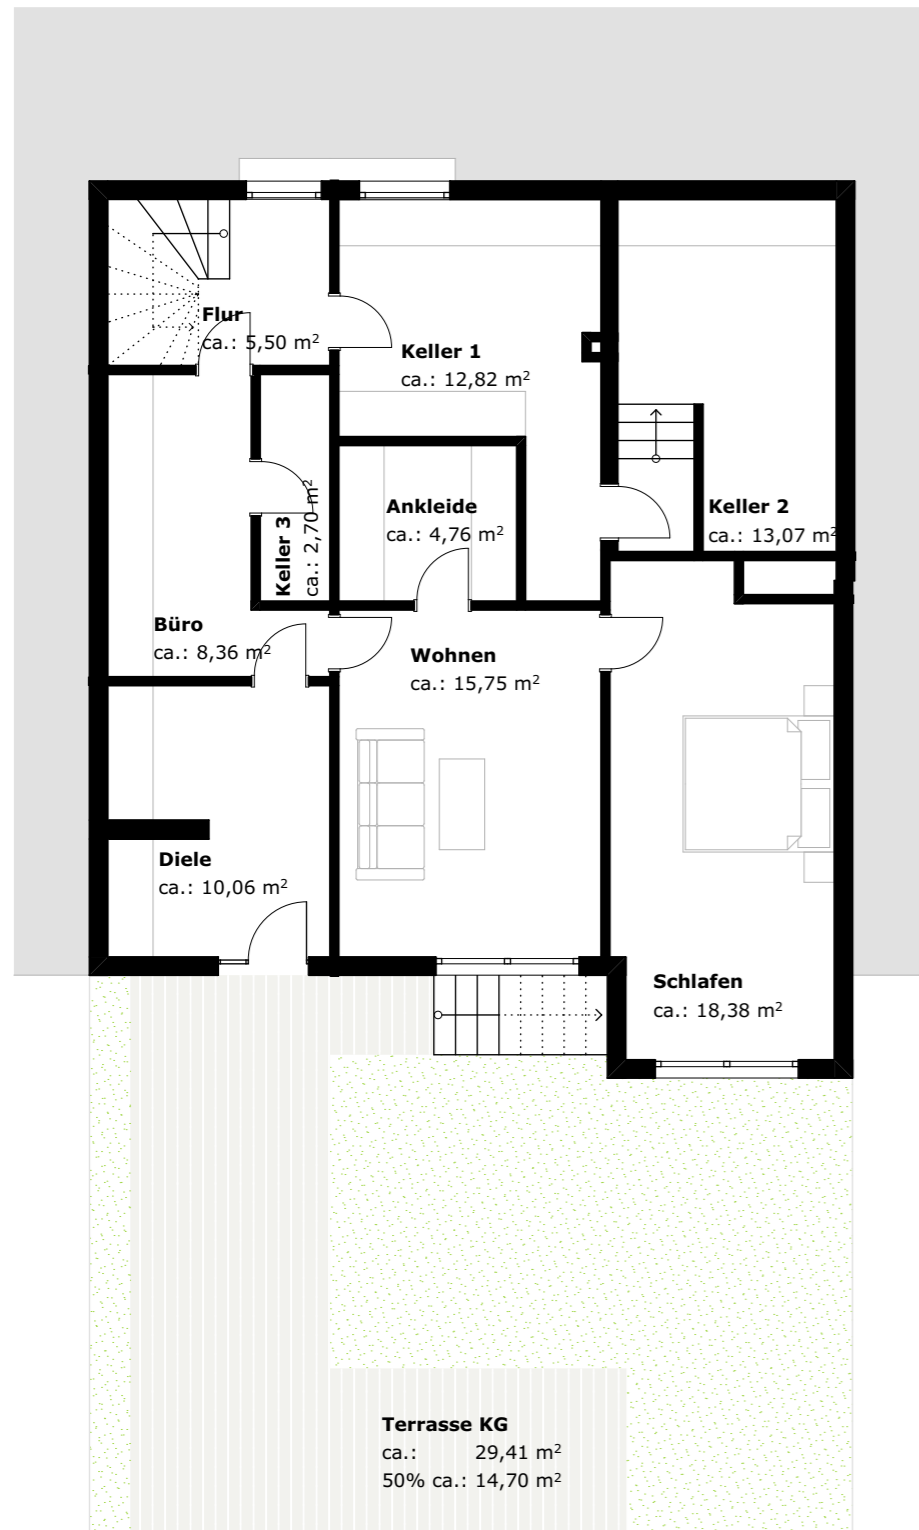 Flur
ca.: 5,50 m²
Keller 1
ca.: 12,82 m²
Keller 2
ca.: 13,07 m²
Ankleide
ca.: 4,76 m²
Keller 3
ca.: 2,70 m²
Büro
ca.: 8,36 m²
Wohnen
ca.: 15,75 m²
Diele
ca.: 10,06 m²
Schlafen
ca.: 18,38 m²
Terrasse KG
ca.: 29,41 m²
50% ca.: 14,70 m²